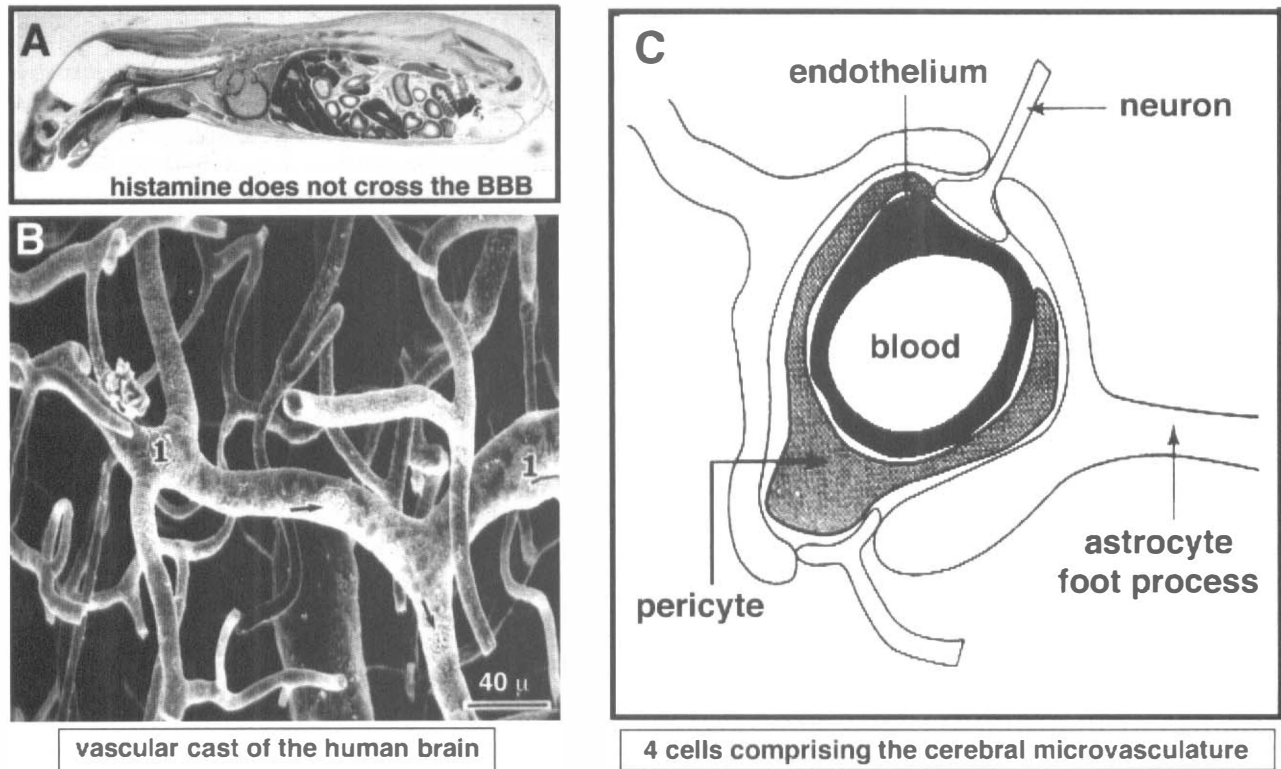 A
histamine does not cross the BBB
B
1
1
40 μ
vascular cast of the human brain
C
endothelium
neuron
blood
pericyte
astrocyte
foot process
4 cells comprising the cerebral microvasculature